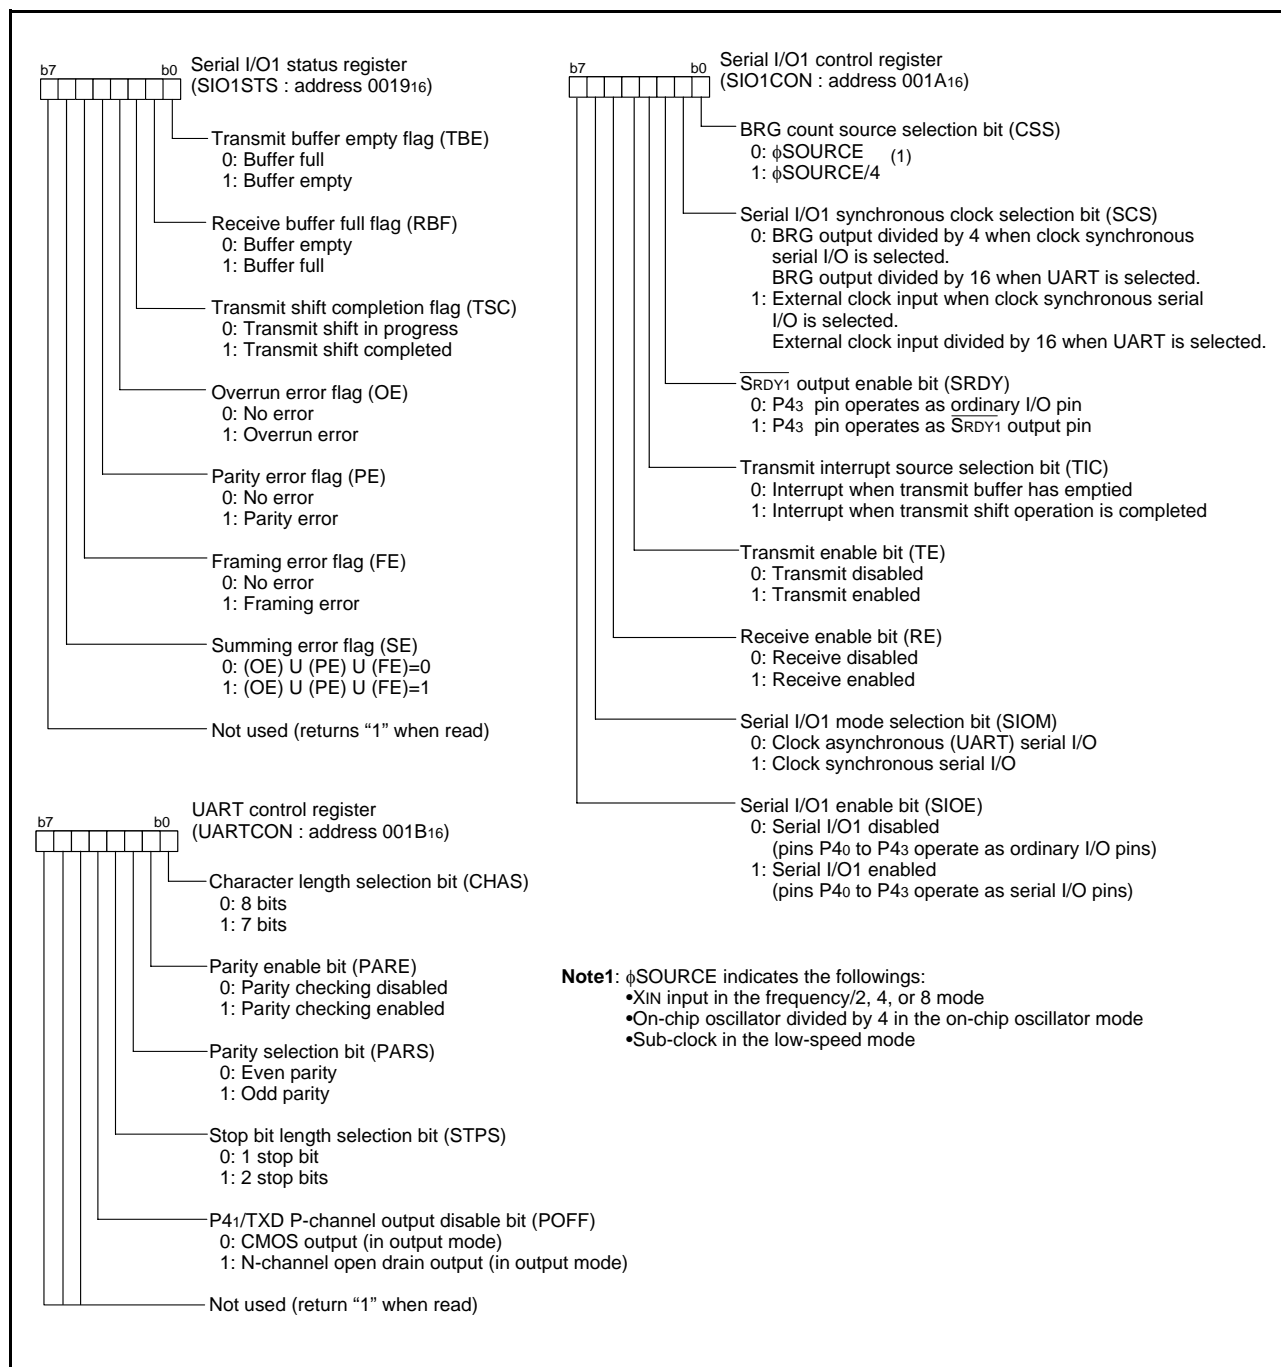 Serial I/O1 status register
(SIO1STS : address 001916)
b7 b0
Transmit buffer empty flag (TBE)
0: Buffer full
1: Buffer empty
Receive buffer full flag (RBF)
0: Buffer empty
1: Buffer full
Transmit shift completion flag (TSC)
0: Transmit shift in progress
1: Transmit shift completed
Overrun error flag (OE)
0: No error
1: Overrun error
Parity error flag (PE)
0: No error
1: Parity error
Framing error flag (FE)
0: No error
1: Framing error
Summing error flag (SE)
0: (OE) U (PE) U (FE)=0
1: (OE) U (PE) U (FE)=1
Not used (returns “1” when read)
UART control register
(UARTCON : address 001B16)
b7 b0
Character length selection bit (CHAS)
0: 8 bits
1: 7 bits
Parity enable bit (PARE)
0: Parity checking disabled
1: Parity checking enabled
Parity selection bit (PARS)
0: Even parity
1: Odd parity
Stop bit length selection bit (STPS)
0: 1 stop bit
1: 2 stop bits
P41/TXD P-channel output disable bit (POFF)
0: CMOS output (in output mode)
1: N-channel open drain output (in output mode)
Not used (return “1” when read)
Serial I/O1 control register
(SIO1CON : address 001A16)
b7 b0
BRG count source selection bit (CSS)
0: ϕSOURCE (1)
1: ϕSOURCE/4
Serial I/O1 synchronous clock selection bit (SCS)
0: BRG output divided by 4 when clock synchronous
serial I/O is selected.
BRG output divided by 16 when UART is selected.
1: External clock input when clock synchronous serial
I/O is selected.
External clock input divided by 16 when UART is selected.
SRDY1 output enable bit (SRDY)
0: P43 pin operates as ordinary I/O pin
1: P43 pin operates as SRDY1 output pin
Transmit interrupt source selection bit (TIC)
0: Interrupt when transmit buffer has emptied
1: Interrupt when transmit shift operation is completed
Transmit enable bit (TE)
0: Transmit disabled
1: Transmit enabled
Receive enable bit (RE)
0: Receive disabled
1: Receive enabled
Serial I/O1 mode selection bit (SIOM)
0: Clock asynchronous (UART) serial I/O
1: Clock synchronous serial I/O
Serial I/O1 enable bit (SIOE)
0: Serial I/O1 disabled
(pins P40 to P43 operate as ordinary I/O pins)
1: Serial I/O1 enabled
(pins P40 to P43 operate as serial I/O pins)
Note1: ϕSOURCE indicates the followings:
•XIN input in the frequency/2, 4, or 8 mode
•On-chip oscillator divided by 4 in the on-chip oscillator mode
•Sub-clock in the low-speed mode